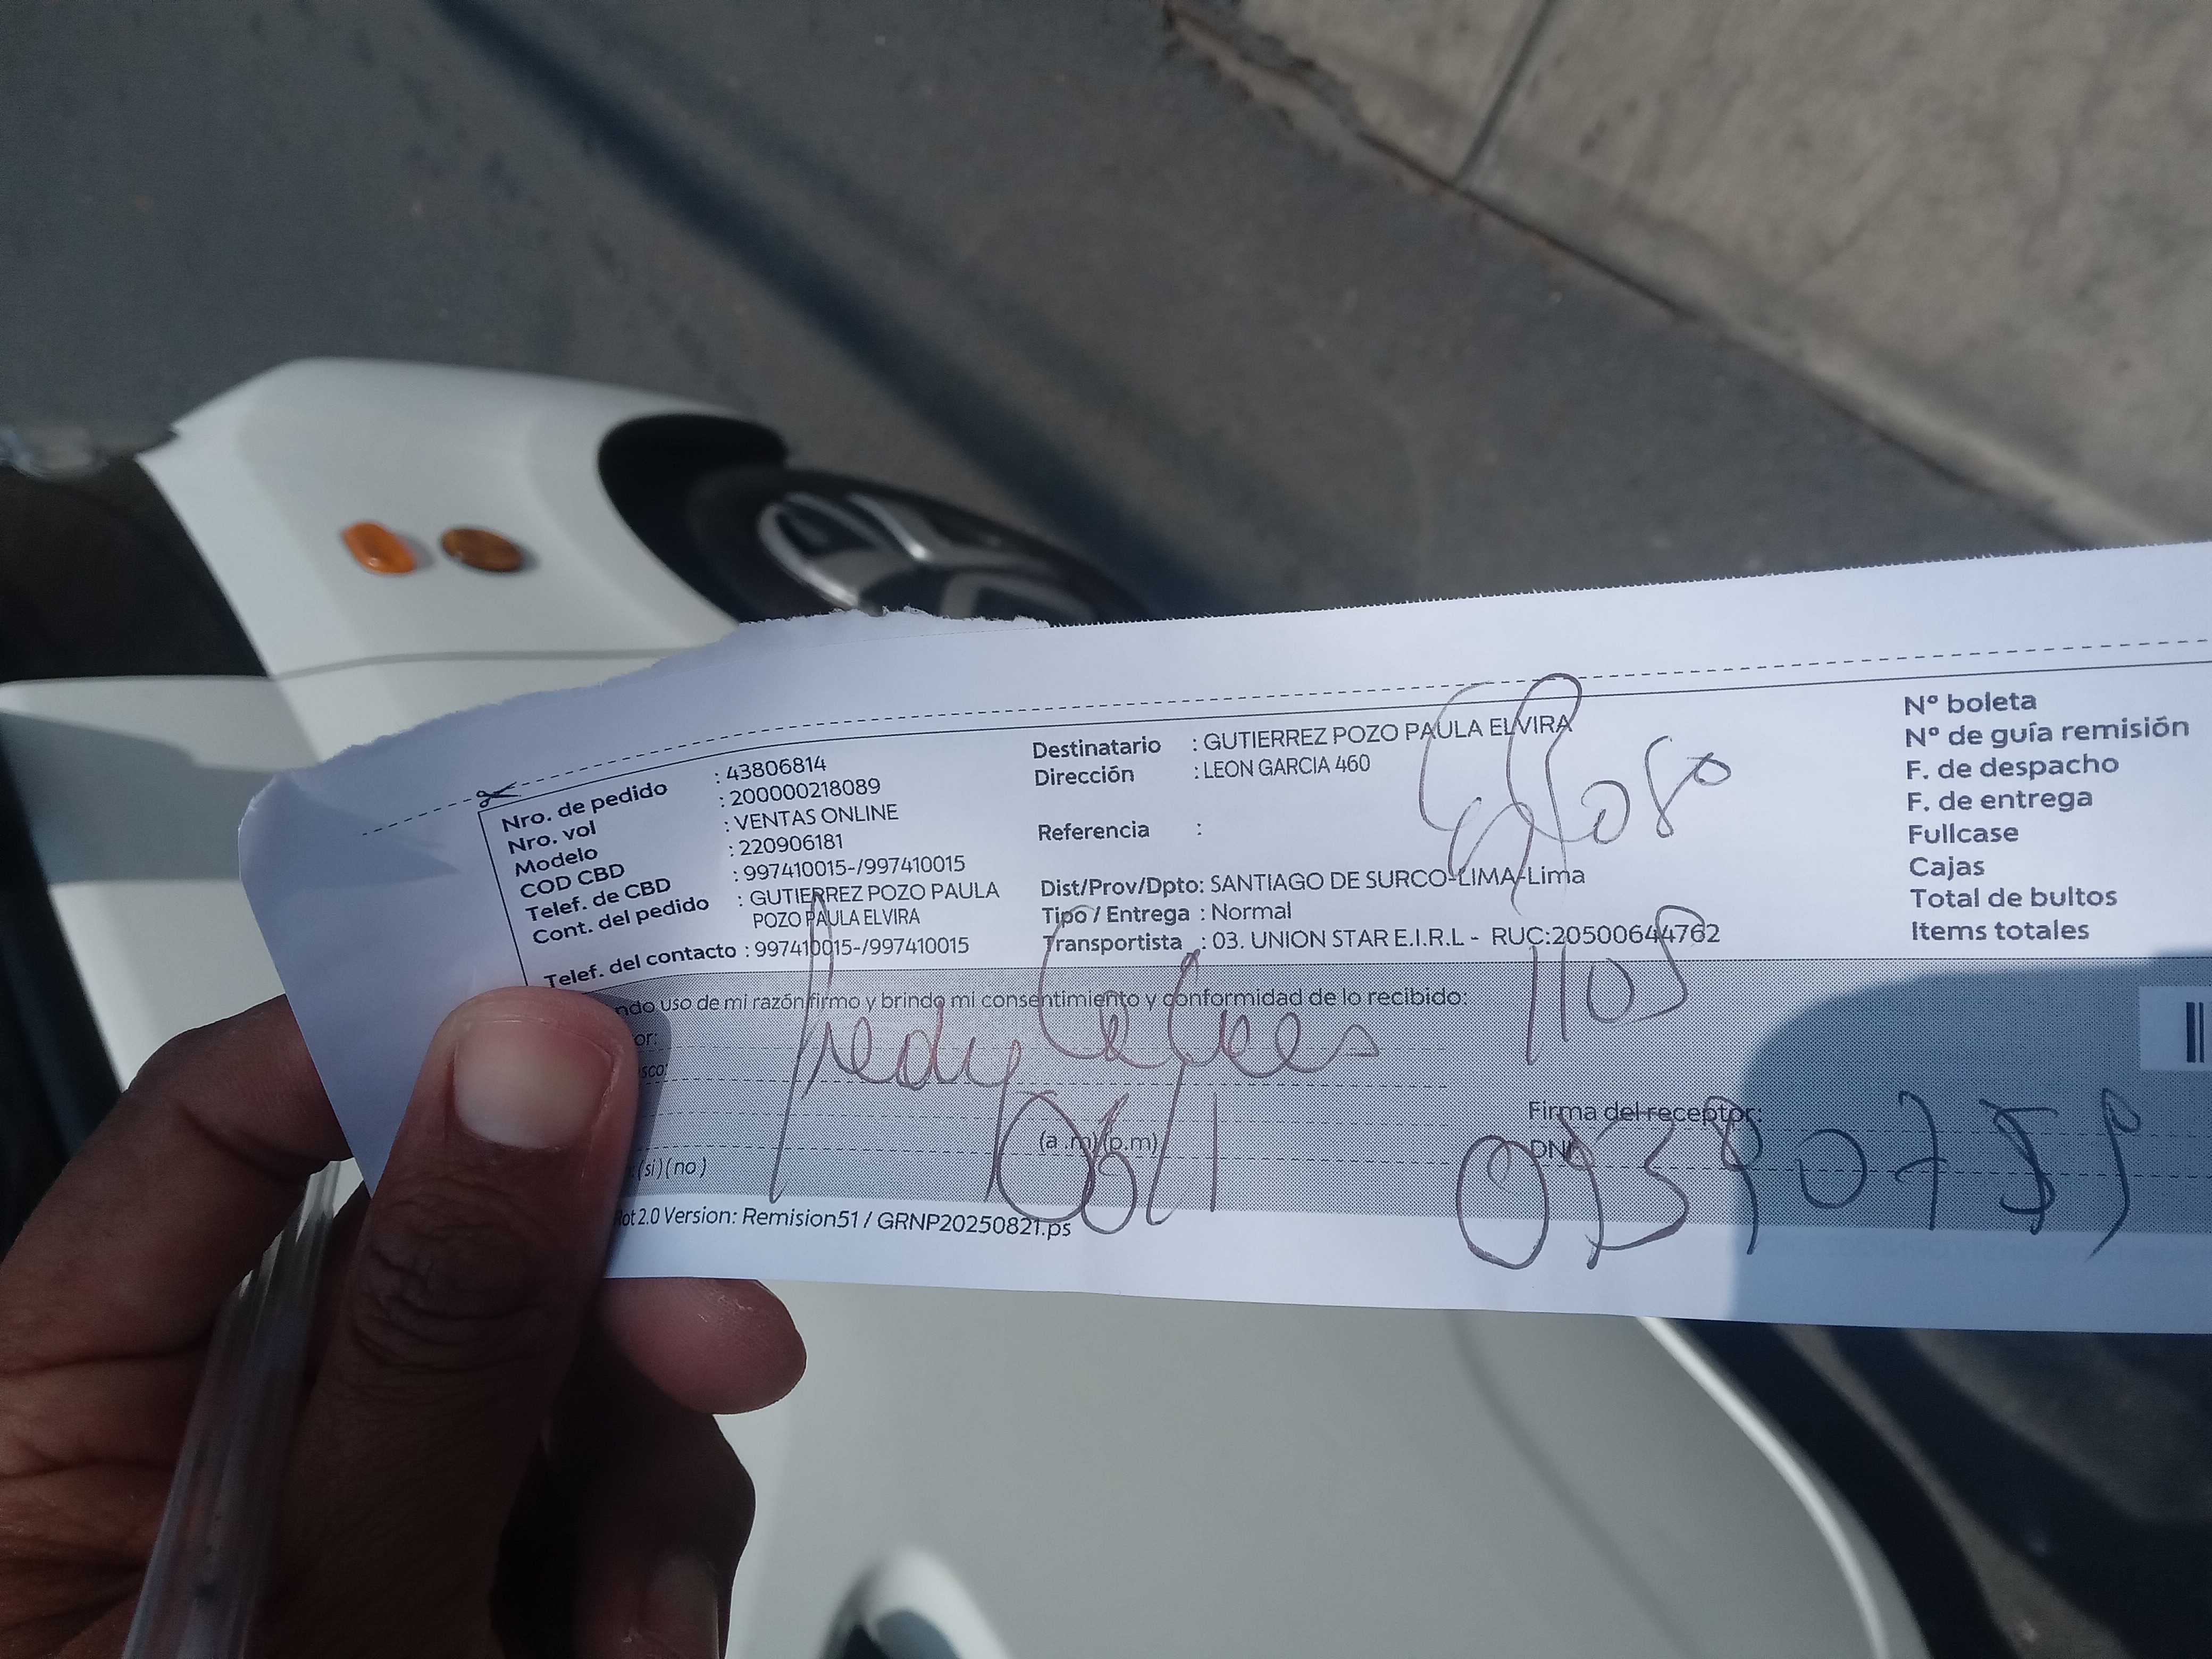 Nro. de pedido : 43806814
Nro. vol : 200000218089
Modelo : VENTAS ONLINE
COD CBD : 220906181
Telef. de CBD : 997410015-/997410015
Cont. del pedido : GUTIERREZ POZO PAULA
POZO PAULA ELVIRA
Telef. del contacto : 997410015-/997410015
Destinatario : GUTIERREZ POZO PAULA ELVIRA
Dirección : LEON GARCIA 460
Referencia :
Dist/Prov/Dpto: SANTIAGO DE SURCO-LIMA-Lima
Tipo / Entrega : Normal
Transportista : 03. UNION STAR E.I.R.L - RUC:20500644762
Nº boleta
Nº de guía remisión
F. de despacho
F. de entrega
Fullcase
Cajas
Total de bultos
Items totales
uso de mi razón firmo y brindo mi consentimiento y conformidad de lo recibido:
(a .m)(p.m)
(si)(no)
Firma del receptor:
DNI
2.0 Version: Remision51 / GRNP20250821.ps